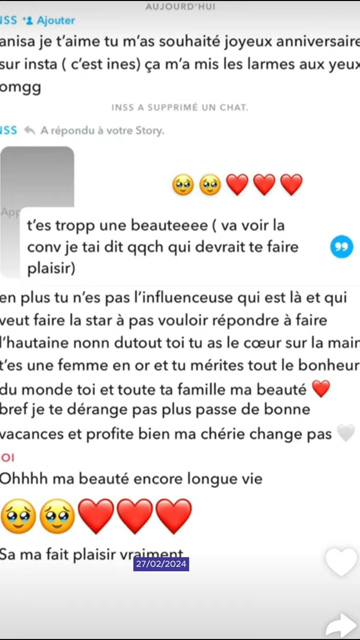 AUJOURD'HUI
NSS Ajouter
anisa je t'aime tu m'as souhaité joyeux anniversaire
sur insta ( c'est ines) ça m'a mis les larmes aux yeux
omgg
INSS A SUPPRIMÉ UN CHAT.
NSS A répondu à votre Story.
App
🥹🥹❤️❤️❤️
t'es tropp une beauteeee ( va voir la
conv je tai dit qqch qui devrait te faire
plaisir)
en plus tu n'es pas l'influenceuse qui est là et qui
veut faire la star à pas vouloir répondre à faire
l'hautaine nonn dutout toi tu as le cœur sur la main
t'es une femme en or et tu mérites tout le bonheur
du monde toi et toute ta famille ma beauté ❤️
bref je te dérange pas plus passe de bonne
vacances et profite bien ma chérie change pas 🤍
OI
Ohhhh ma beauté encore longue vie
🥹🥹❤️❤️❤️
Sa ma fait plaisir vraiment
27/02/2024